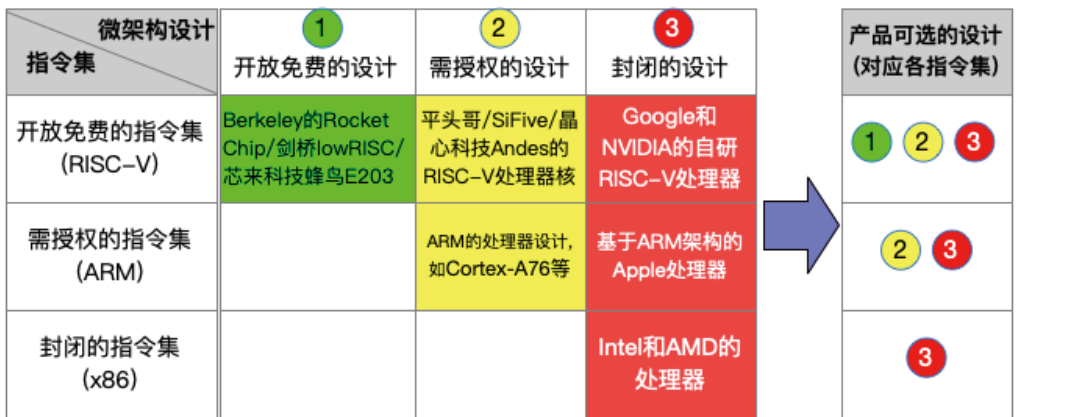 微架构设计
指令集
1
开放免费的设计
2
需授权的设计
3
封闭的设计
产品可选的设计
(对应各指令集)
开放免费的指令集
(RISC-V)
Berkeley的Rocket
Chip/剑桥lowRISC/
芯来科技蜂鸟E203
平头哥/SiFive/晶
心科技Andes的
RISC-V处理器核
Google和
NVIDIA的自研
RISC-V处理器
1 2 3
需授权的指令集
(ARM)
ARM的处理器设计,
如Cortex-A76等
基于ARM架构的
Apple处理器
2 3
封闭的指令集
(x86)
Intel和AMD的
处理器
3